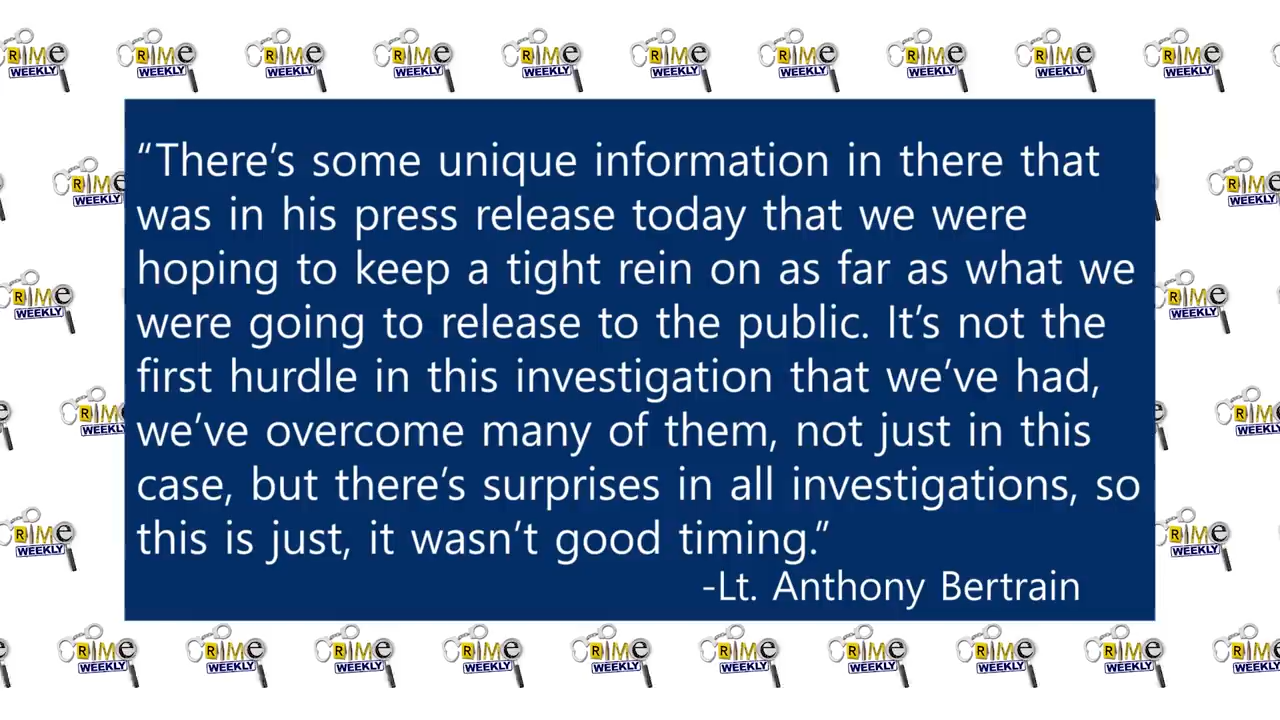 “There’s some unique information in there that
was in his press release today that we were
hoping to keep a tight rein on as far as what we
were going to release to the public. It’s not the
first hurdle in this investigation that we’ve had,
we’ve overcome many of them, not just in this
case, but there’s surprises in all investigations, so
this is just, it wasn’t good timing.”
-Lt. Anthony Bertrain
CRIMe
WEEKLY